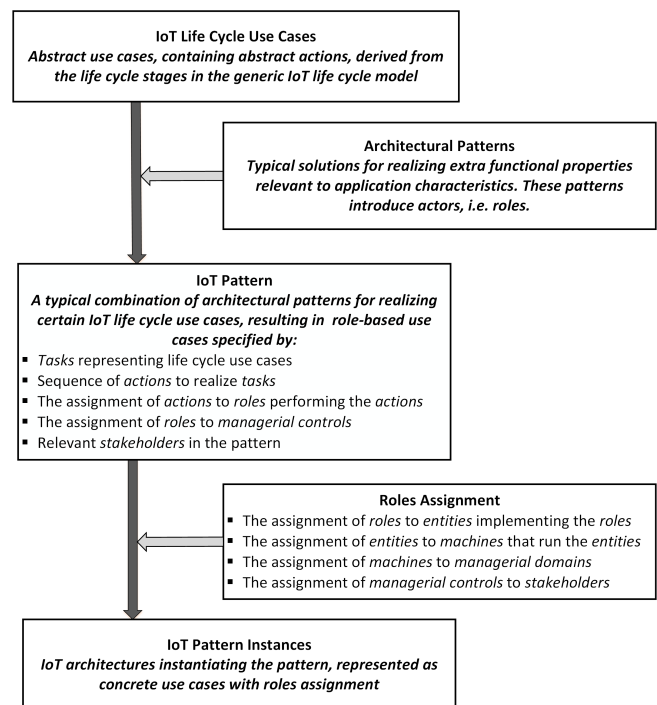 IoT Life Cycle Use Cases
Abstract use cases, containing abstract actions, derived from
the life cycle stages in the generic IoT life cycle model
Architectural Patterns
Typical solutions for realizing extra functional properties
relevant to application characteristics. These patterns
introduce actors, i.e. roles.
IoT Pattern
A typical combination of architectural patterns for realizing
certain IoT life cycle use cases, resulting in role-based use
cases specified by:
▪ Tasks representing life cycle use cases
▪ Sequence of actions to realize tasks
▪ The assignment of actions to roles performing the actions
▪ The assignment of roles to managerial controls
▪ Relevant stakeholders in the pattern
Roles Assignment
▪ The assignment of roles to entities implementing the roles
▪ The assignment of entities to machines that run the entities
▪ The assignment of machines to managerial domains
▪ The assignment of managerial controls to stakeholders
IoT Pattern Instances
IoT architectures instantiating the pattern, represented as
concrete use cases with roles assignment